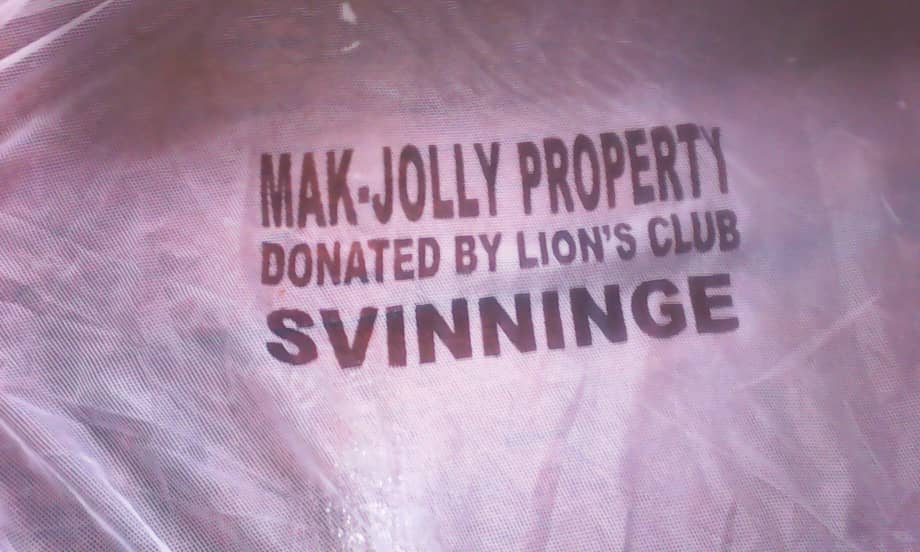 MAK-JOLLY PROPERTY
DONATED BY LION'S CLUB
SVINNINGE